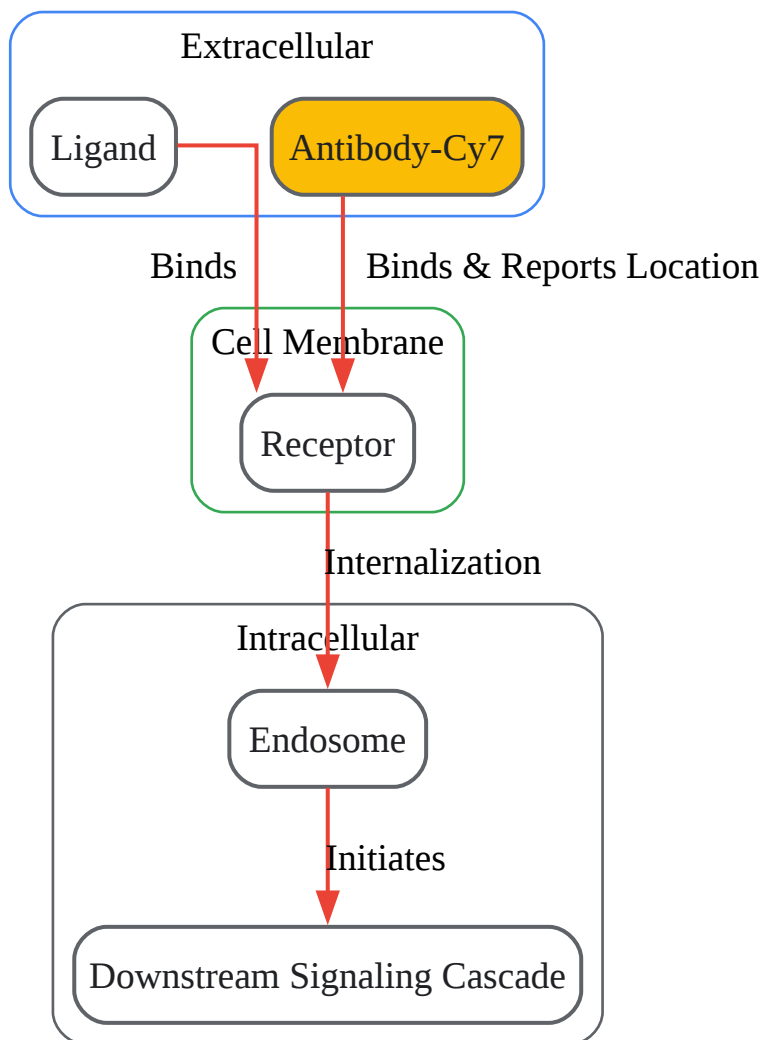 Extracellular
Ligand
Antibody-Cy7
Binds
Binds & Reports Location
Cell Membrane
Receptor
Internalization
Intracellular
Endosome
Initiates
Downstream Signaling Cascade